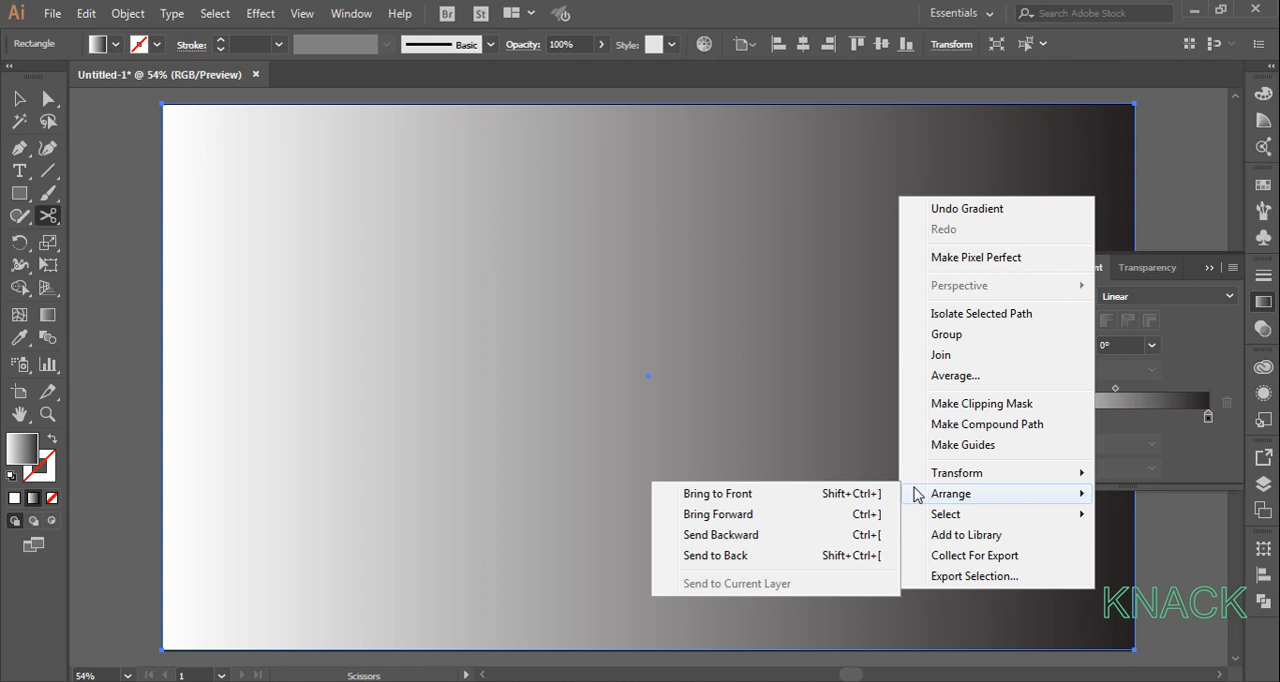 Ai File Edit Object Type Select Effect View Window Help Br St Essentials Search Adobe Stock
Rectangle Stroke: Basic Opacity: 100% Style: Transform
Untitled-1* @ 54% (RGB/Preview)
Undo Gradient
Redo
Make Pixel Perfect
nt Transparency
Perspective
Linear
Isolate Selected Path
Group
0°
Join
Average...
Make Clipping Mask
Make Compound Path
Make Guides
Transform
Arrange
Select
Add to Library
Collect For Export
Export Selection...
Bring to Front Shift+Ctrl+]
Bring Forward Ctrl+]
Send Backward Ctrl+[
Send to Back Shift+Ctrl+[
Send to Current Layer
KNACK
54% 1 Scissors